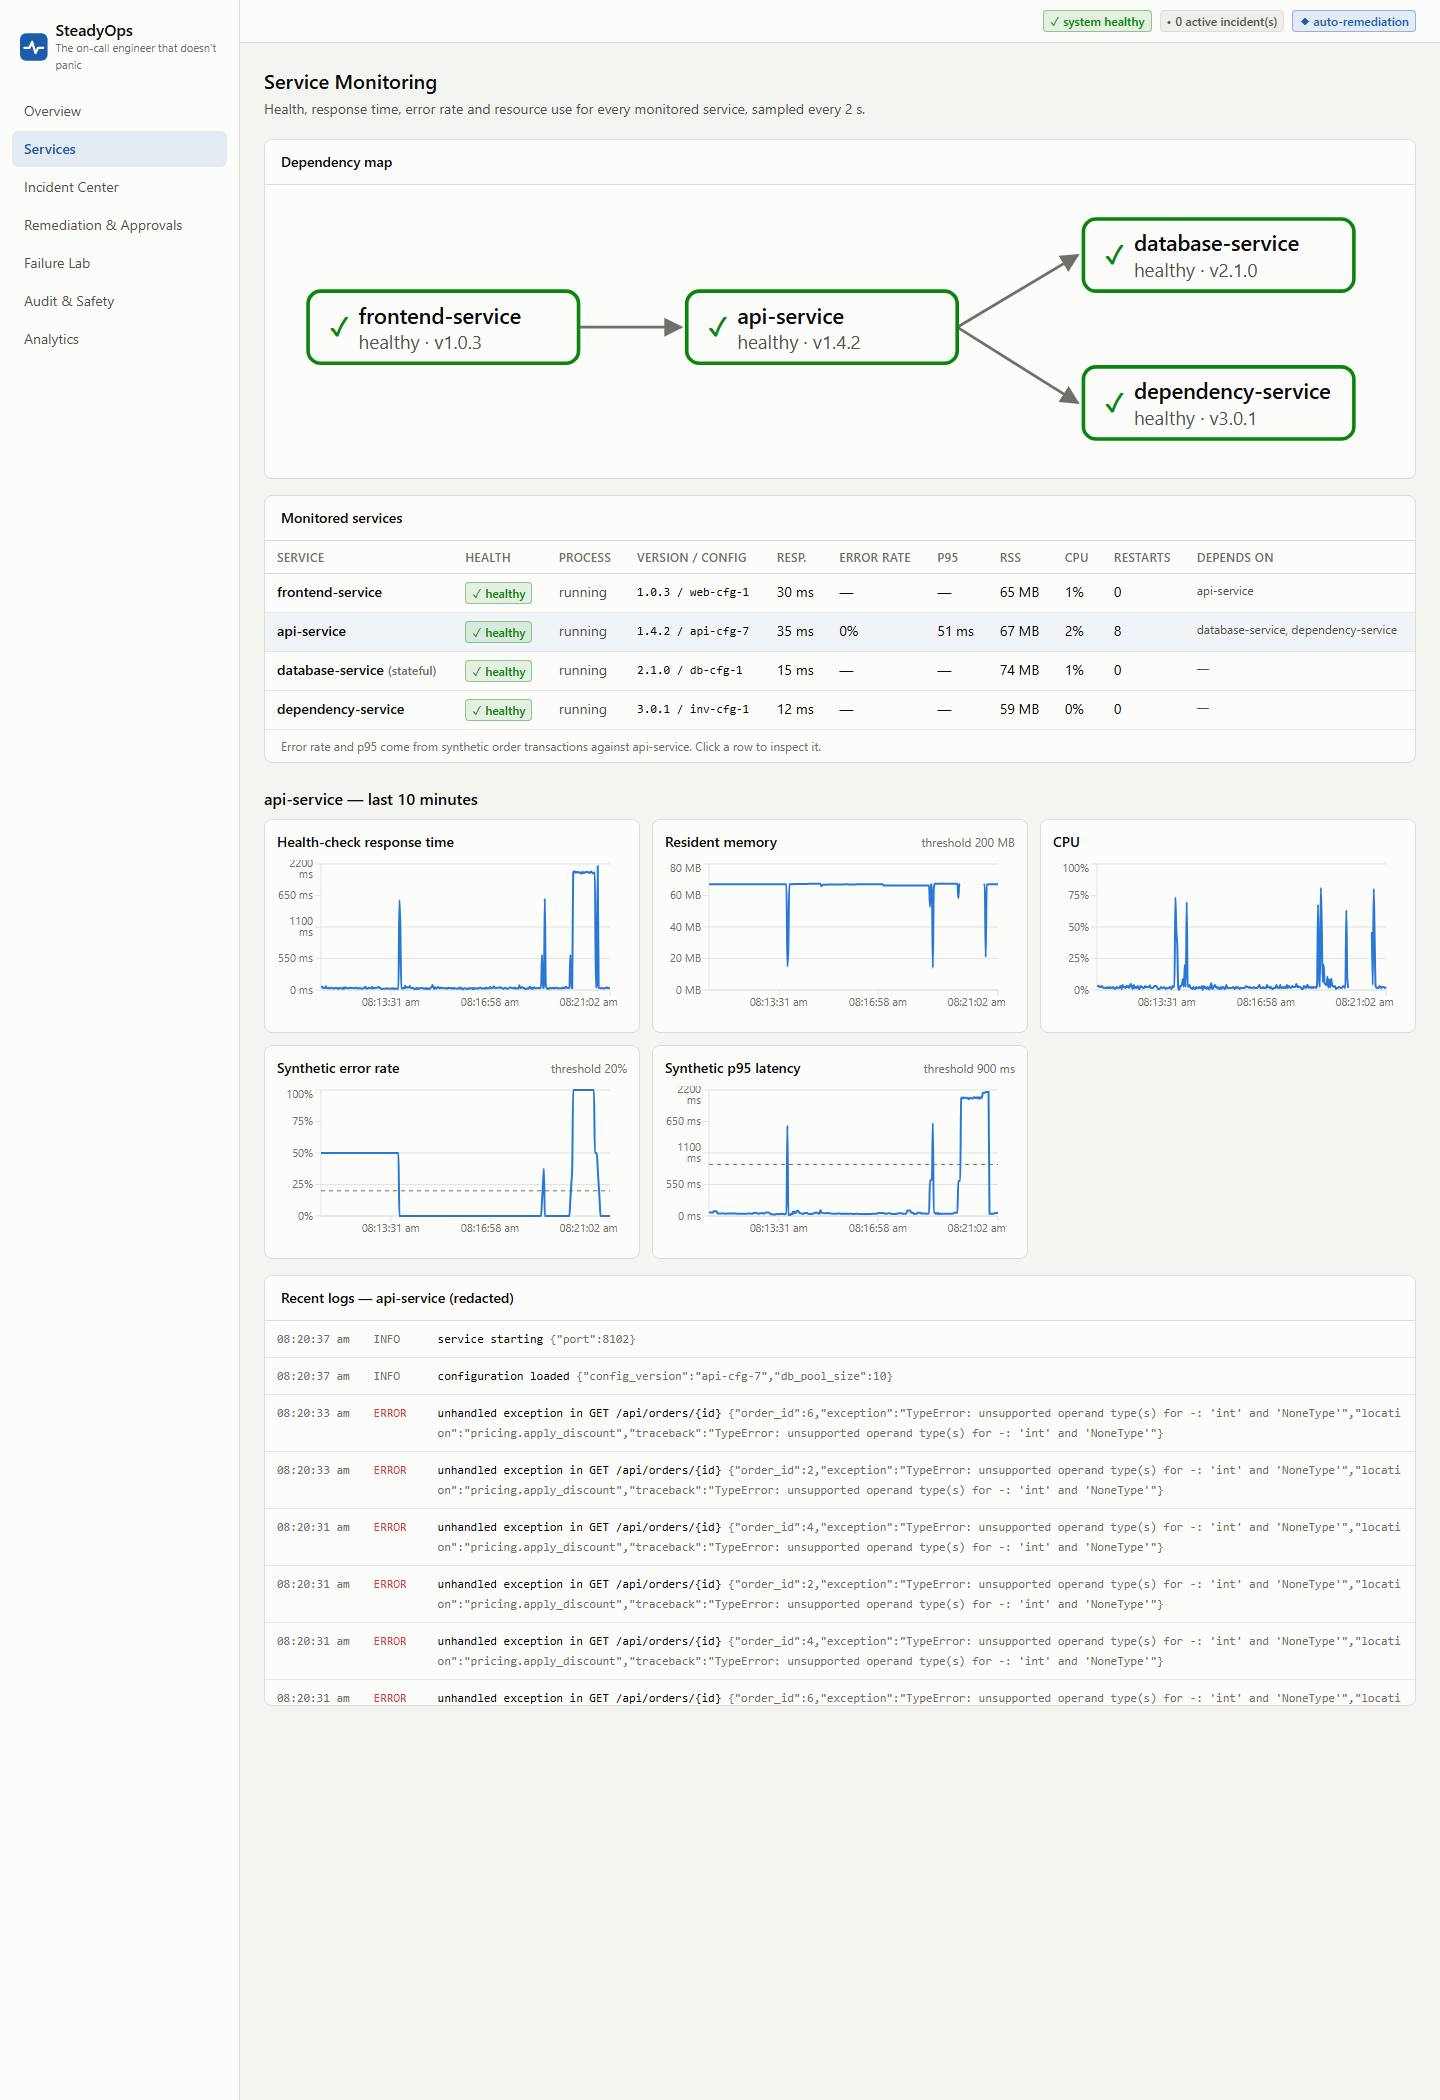 SteadyOps
The on-call engineer that doesn't
panic
✓ system healthy
• 0 active incident(s)
◆ auto-remediation
Overview
Services
Incident Center
Remediation & Approvals
Failure Lab
Audit & Safety
Analytics
Service Monitoring
Health, response time, error rate and resource use for every monitored service, sampled every 2 s.
Dependency map
✓ frontend-service
healthy · v1.0.3
✓ api-service
healthy · v1.4.2
✓ database-service
healthy · v2.1.0
✓ dependency-service
healthy · v3.0.1
Monitored services
SERVICE HEALTH PROCESS VERSION / CONFIG RESP. ERROR RATE P95 RSS CPU RESTARTS DEPENDS ON
frontend-service ✓ healthy running 1.0.3 / web-cfg-1 30 ms — — 65 MB 1% 0 api-service
api-service ✓ healthy running 1.4.2 / api-cfg-7 35 ms 0% 51 ms 67 MB 2% 8 database-service, dependency-service
database-service (stateful) ✓ healthy running 2.1.0 / db-cfg-1 15 ms — — 74 MB 1% 0 —
dependency-service ✓ healthy running 3.0.1 / inv-cfg-1 12 ms — — 59 MB 0% 0 —
Error rate and p95 come from synthetic order transactions against api-service. Click a row to inspect it.
api-service — last 10 minutes
Health-check response time
2200
ms
650 ms
1100
ms
550 ms
0 ms
08:13:31 am 08:16:58 am 08:21:02 am
Resident memory threshold 200 MB
80 MB
60 MB
40 MB
20 MB
0 MB
08:13:31 am 08:16:58 am 08:21:02 am
CPU
100%
75%
50%
25%
0%
08:13:31 am 08:16:58 am 08:21:02 am
Synthetic error rate threshold 20%
100%
75%
50%
25%
0%
08:13:31 am 08:16:58 am 08:21:02 am
Synthetic p95 latency threshold 900 ms
2200
ms
650 ms
1100
ms
550 ms
0 ms
08:13:31 am 08:16:58 am 08:21:02 am
Recent logs — api-service (redacted)
08:20:37 am INFO service starting {"port":8102}
08:20:37 am INFO configuration loaded {"config_version":"api-cfg-7","db_pool_size":10}
08:20:33 am ERROR unhandled exception in GET /api/orders/{id} {"order_id":6,"exception":"TypeError: unsupported operand type(s) for -: 'int' and 'NoneType'","locati
on":"pricing.apply_discount","traceback":"TypeError: unsupported operand type(s) for -: 'int' and 'NoneType'"}
08:20:33 am ERROR unhandled exception in GET /api/orders/{id} {"order_id":2,"exception":"TypeError: unsupported operand type(s) for -: 'int' and 'NoneType'","locati
on":"pricing.apply_discount","traceback":"TypeError: unsupported operand type(s) for -: 'int' and 'NoneType'"}
08:20:31 am ERROR unhandled exception in GET /api/orders/{id} {"order_id":4,"exception":"TypeError: unsupported operand type(s) for -: 'int' and 'NoneType'","locati
on":"pricing.apply_discount","traceback":"TypeError: unsupported operand type(s) for -: 'int' and 'NoneType'"}
08:20:31 am ERROR unhandled exception in GET /api/orders/{id} {"order_id":2,"exception":"TypeError: unsupported operand type(s) for -: 'int' and 'NoneType'","locati
on":"pricing.apply_discount","traceback":"TypeError: unsupported operand type(s) for -: 'int' and 'NoneType'"}
08:20:31 am ERROR unhandled exception in GET /api/orders/{id} {"order_id":4,"exception":"TypeError: unsupported operand type(s) for -: 'int' and 'NoneType'","locati
on":"pricing.apply_discount","traceback":"TypeError: unsupported operand type(s) for -: 'int' and 'NoneType'"}
08:20:31 am ERROR unhandled exception in GET /api/orders/{id} {"order_id":6,"exception":"TypeError: unsupported operand type(s) for -: 'int' and 'NoneType'","locati